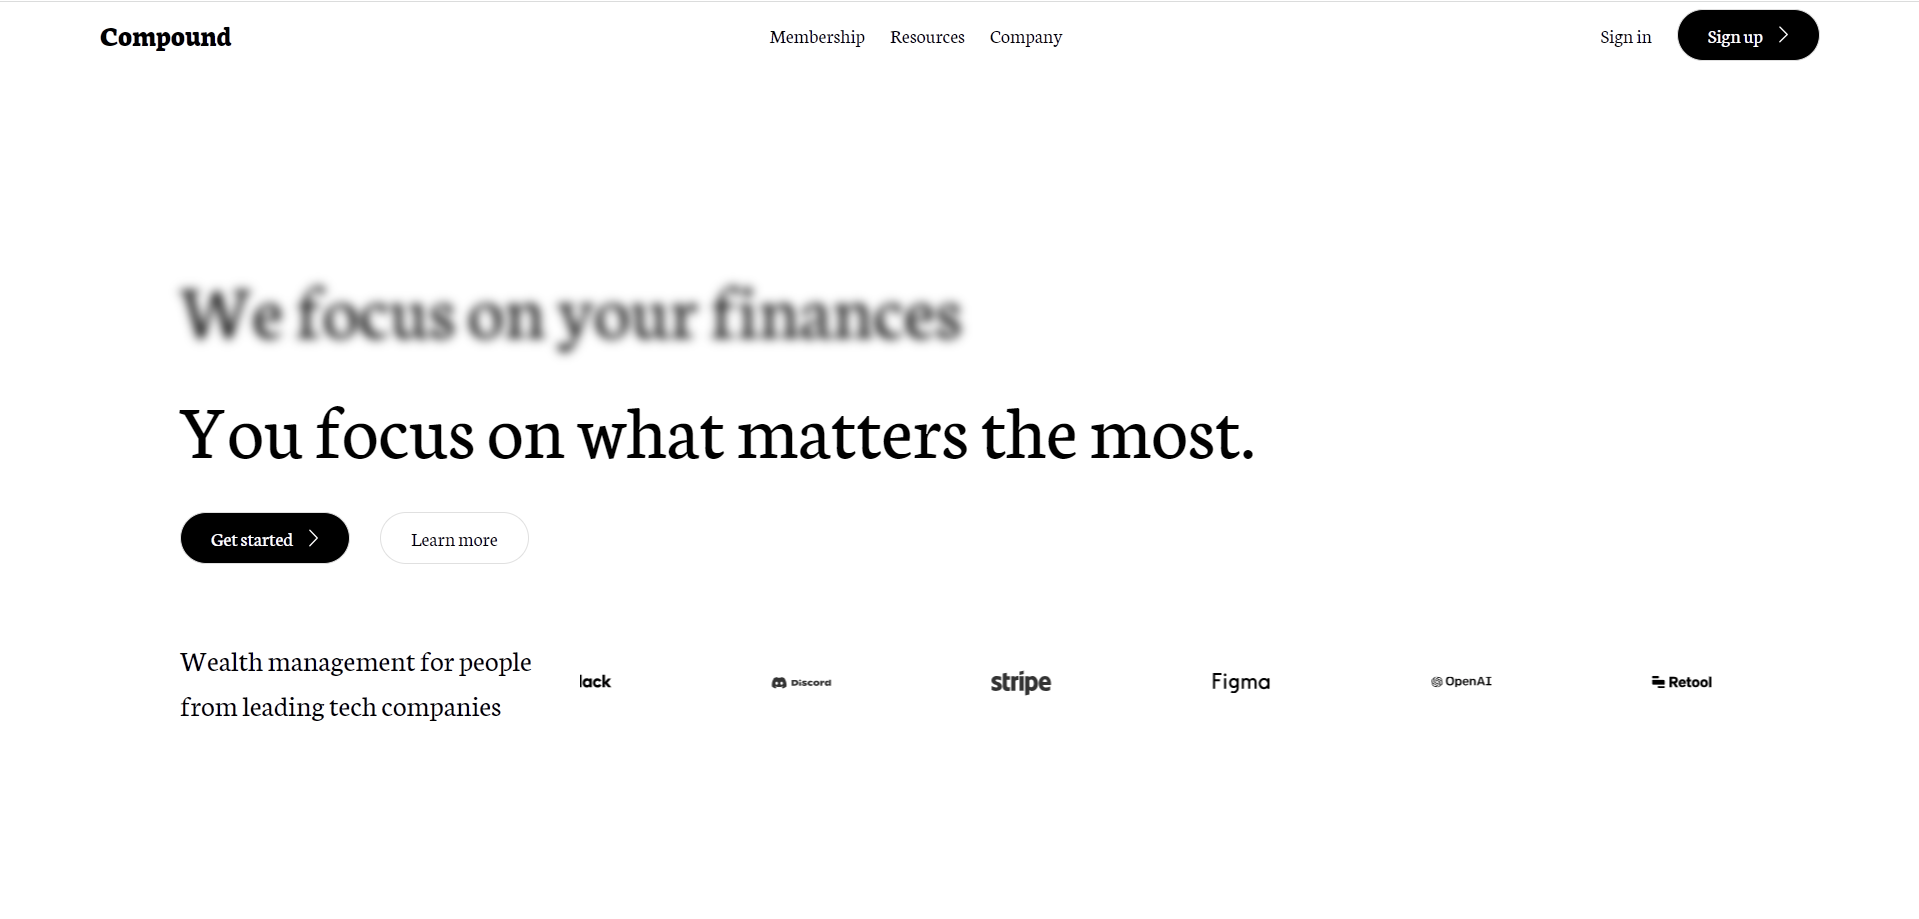 Compound
Membership Resources Company
Sign in
Sign up
We focus on your finances
You focus on what matters the most.
Get started
Learn more
Wealth management for people
from leading tech companies
lack
Discord
stripe
Figma
OpenAI
Retool